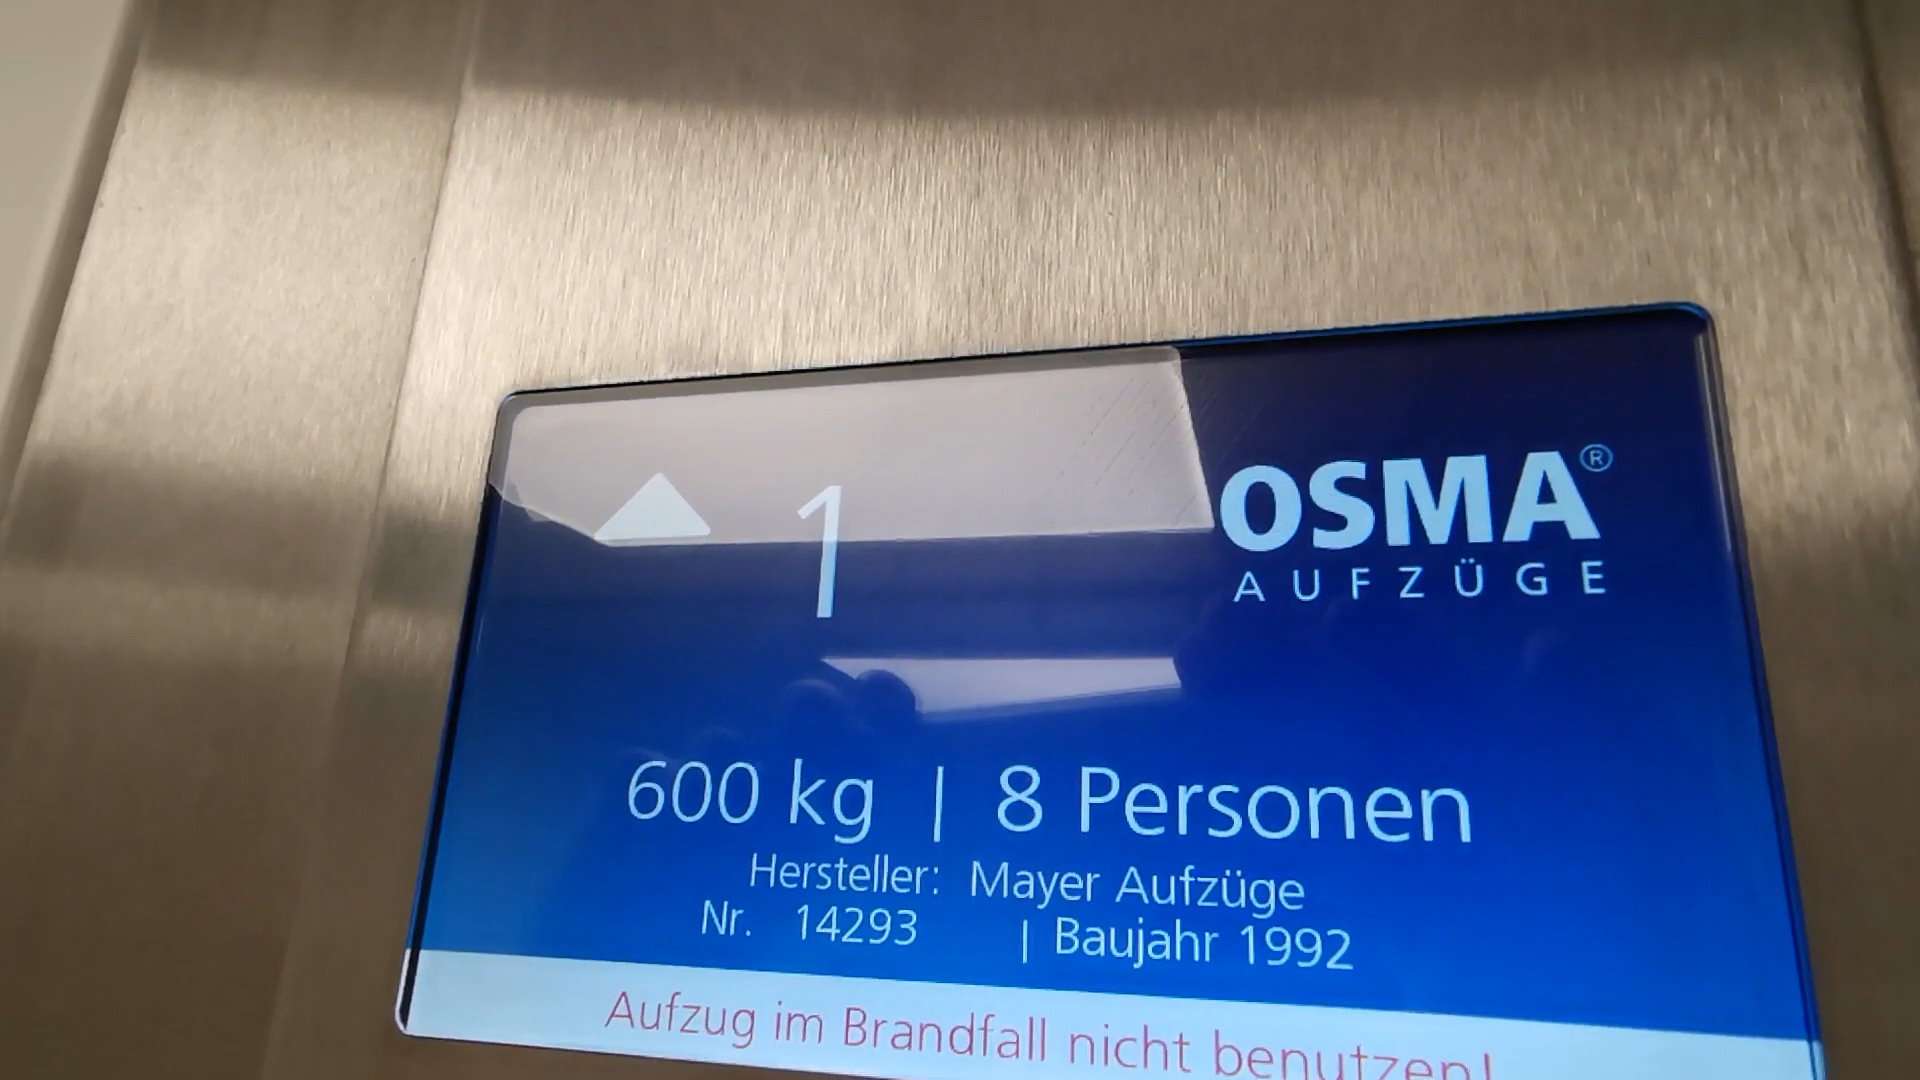 1
OSMA®
AUFZÜGE
600 kg | 8 Personen
Hersteller: Mayer Aufzüge
Nr. 14293 | Baujahr 1992
Aufzug im Brandfall nicht benutzen!